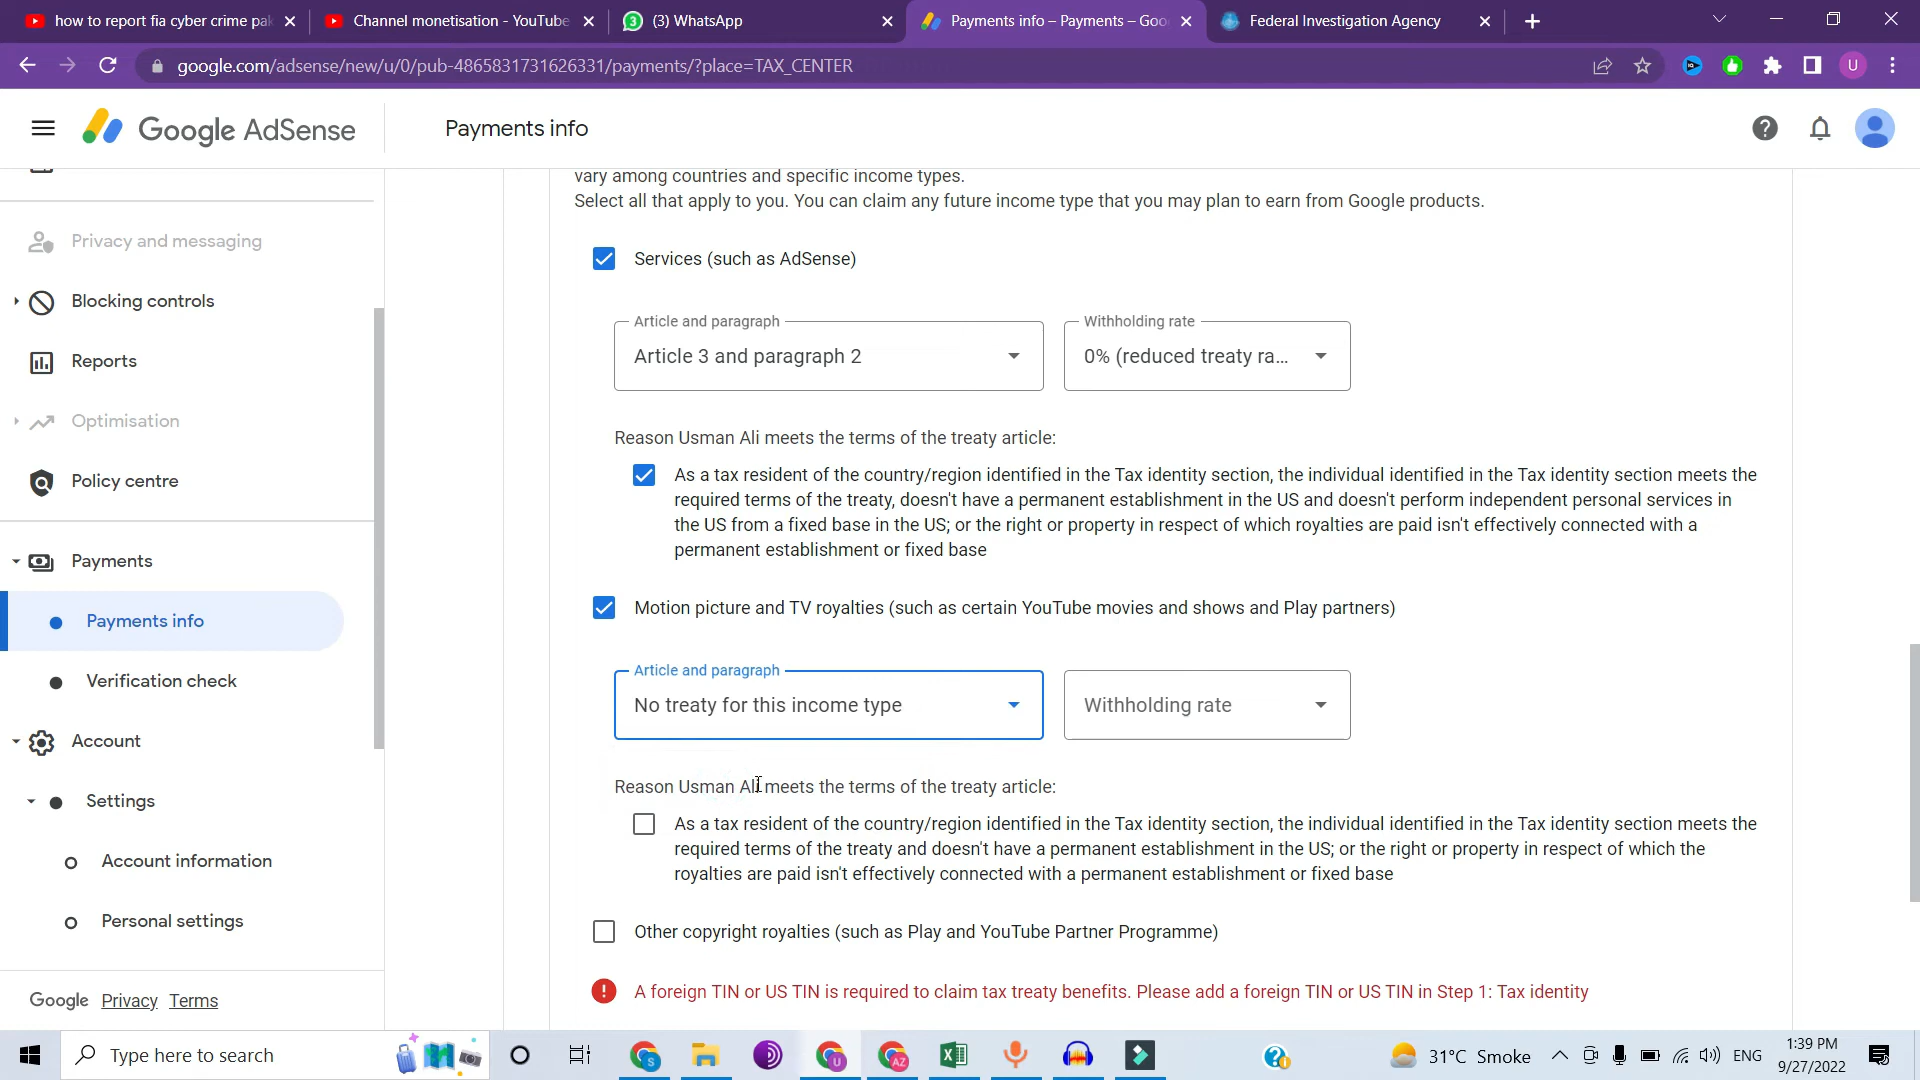 how to report fia cyber crime pak
Channel monetisation - YouTube
(3) WhatsApp
Payments info – Payments – Goo
Federal Investigation Agency
google.com/adsense/new/u/0/pub-4865831731626331/payments/?place=TAX_CENTER
U
Google AdSense
Payments info
Privacy and messaging
Blocking controls
Reports
Optimisation
Policy centre
Payments
Payments info
Verification check
Account
Settings
Account information
Personal settings
Google Privacy Terms
vary among countries and specific income types.
Select all that apply to you. You can claim any future income type that you may plan to earn from Google products.
Services (such as AdSense)
Article and paragraph
Article 3 and paragraph 2
Withholding rate
0% (reduced treaty ra...
Reason Usman Ali meets the terms of the treaty article:
As a tax resident of the country/region identified in the Tax identity section, the individual identified in the Tax identity section meets the
required terms of the treaty, doesn't have a permanent establishment in the US and doesn't perform independent personal services in
the US from a fixed base in the US; or the right or property in respect of which royalties are paid isn't effectively connected with a
permanent establishment or fixed base
Motion picture and TV royalties (such as certain YouTube movies and shows and Play partners)
Article and paragraph
No treaty for this income type
Withholding rate
Reason Usman Ali meets the terms of the treaty article:
As a tax resident of the country/region identified in the Tax identity section, the individual identified in the Tax identity section meets the
required terms of the treaty and doesn't have a permanent establishment in the US; or the right or property in respect of which the
royalties are paid isn't effectively connected with a permanent establishment or fixed base
Other copyright royalties (such as Play and YouTube Partner Programme)
A foreign TIN or US TIN is required to claim tax treaty benefits. Please add a foreign TIN or US TIN in Step 1: Tax identity
Type here to search
31°C Smoke
ENG
1:39 PM
9/27/2022